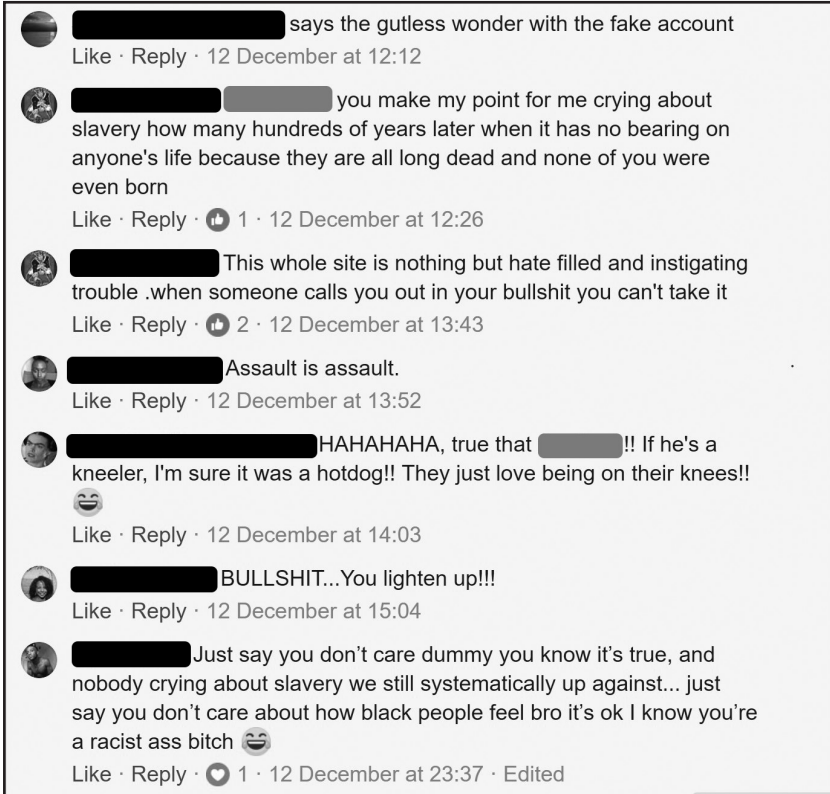 says the gutless wonder with the fake account
Like · Reply · 12 December at 12:12
you make my point for me crying about
slavery how many hundreds of years later when it has no bearing on
anyone's life because they are all long dead and none of you were
even born
Like · Reply · 1 · 12 December at 12:26
This whole site is nothing but hate filled and instigating
trouble .when someone calls you out in your bullshit you can't take it
Like · Reply · 2 · 12 December at 13:43
Assault is assault.
Like · Reply · 12 December at 13:52
HAHAHAHA, true that !! If he's a
kneeler, I'm sure it was a hotdog!! They just love being on their knees!!
😂
Like · Reply · 12 December at 14:03
BULLSHIT...You lighten up!!!
Like · Reply · 12 December at 15:04
Just say you don’t care dummy you know it’s true, and
nobody crying about slavery we still systematically up against... just
say you don’t care about how black people feel bro it’s ok I know you’re
a racist ass bitch 😂
Like · Reply · 1 · 12 December at 23:37 · Edited